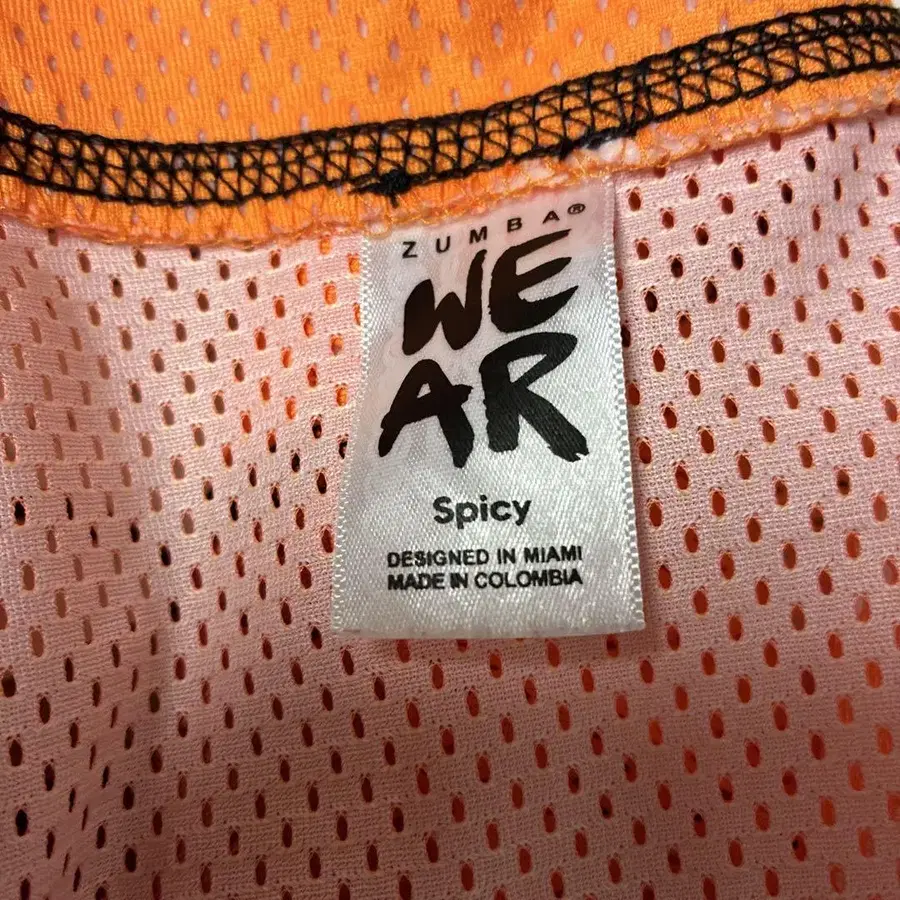 ZUMBA®
WE
AR
Spicy
DESIGNED IN MIAMI
MADE IN COLOMBIA